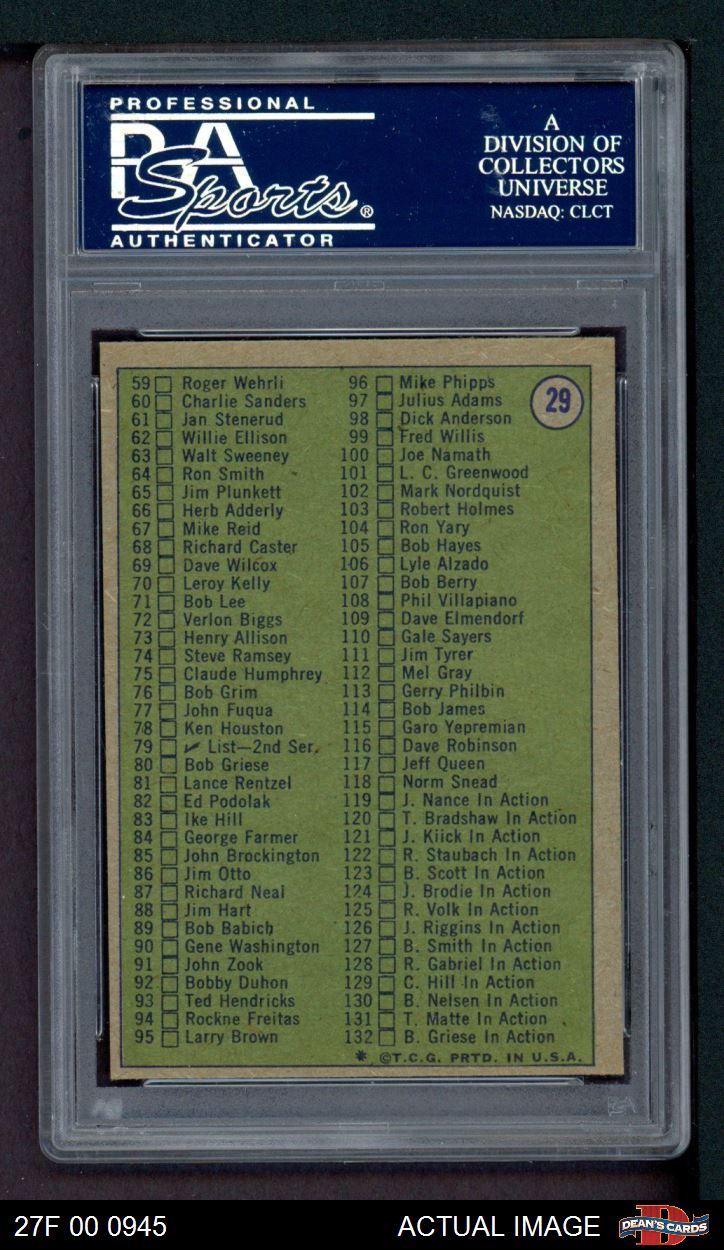 PROFESSIONAL
PSA
Sports®
AUTHENTICATOR
A
DIVISION OF
COLLECTORS
UNIVERSE
NASDAQ: CLCT
29
59 Roger Wehrli
60 Charlie Sanders
61 Jan Stenerud
62 Willie Ellison
63 Walt Sweeney
64 Ron Smith
65 Jim Plunkett
66 Herb Adderly
67 Mike Reid
68 Richard Caster
69 Dave Wilcox
70 Leroy Kelly
71 Bob Lee
72 Verlon Biggs
73 Henry Allison
74 Steve Ramsey
75 Claude Humphrey
76 Bob Grim
77 John Fuqua
78 Ken Houston
79 ✓ List—2nd Ser.
80 Bob Griese
81 Lance Rentzel
82 Ed Podolak
83 Ike Hill
84 George Farmer
85 John Brockington
86 Jim Otto
87 Richard Neal
88 Jim Hart
89 Bob Babich
90 Gene Washington
91 John Zook
92 Bobby Duhon
93 Ted Hendricks
94 Rockne Freitas
95 Larry Brown
96 Mike Phipps
97 Julius Adams
98 Dick Anderson
99 Fred Willis
100 Joe Namath
101 L. C. Greenwood
102 Mark Nordquist
103 Robert Holmes
104 Ron Yary
105 Bob Hayes
106 Lyle Alzado
107 Bob Berry
108 Phil Villapiano
109 Dave Elmendorf
110 Gale Sayers
111 Jim Tyrer
112 Mel Gray
113 Gerry Philbin
114 Bob James
115 Garo Yepremian
116 Dave Robinson
117 Jeff Queen
118 Norm Snead
119 J. Nance In Action
120 T. Bradshaw In Action
121 J. Kiick In Action
122 R. Staubach In Action
123 B. Scott In Action
124 J. Brodie In Action
125 R. Volk In Action
126 J. Riggins In Action
127 B. Smith In Action
128 R. Gabriel In Action
129 C. Hill In Action
130 B. Nelsen In Action
131 T. Matte In Action
132 B. Griese In Action
* ©T.C.G. PRTD. IN U.S.A.
27F 00 0945
ACTUAL IMAGE
DEAN'S CARDS